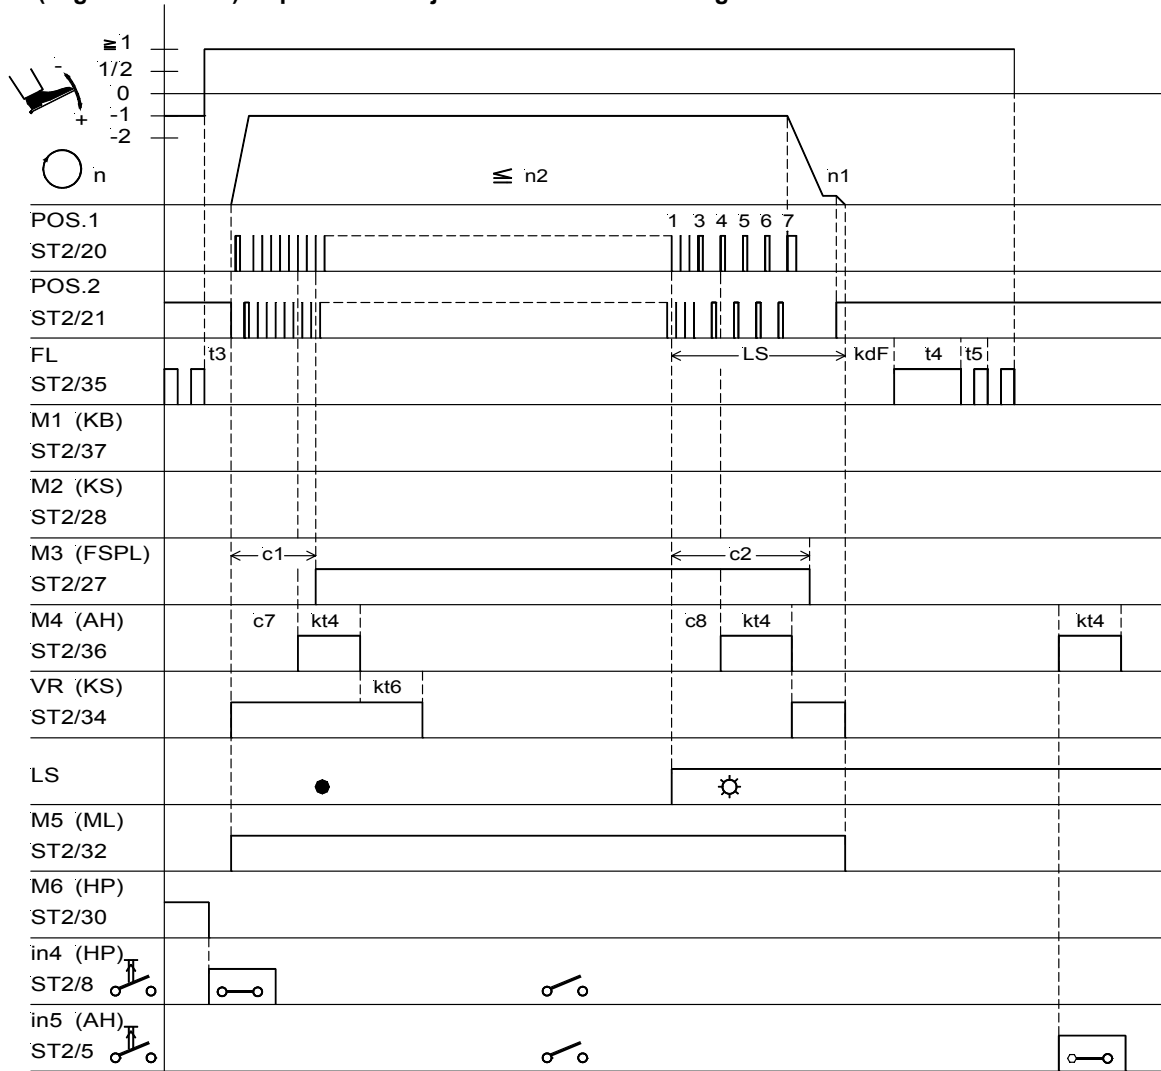 ≧ 1
1/2
0
-1
-2
-
+
n
≦ n2
n1
POS.1
ST2/20
1 3 4 5 6 7
POS.2
ST2/21
FL
ST2/35
t3
LS
kdF
t4
t5
M1 (KB)
ST2/37
M2 (KS)
ST2/28
M3 (FSPL)
ST2/27
c1
c2
M4 (AH)
ST2/36
c7
kt4
c8
kt4
kt4
VR (KS)
ST2/34
kt6
LS
M5 (ML)
ST2/32
M6 (HP)
ST2/30
in4 (HP)
ST2/8
in5 (AH)
ST2/5